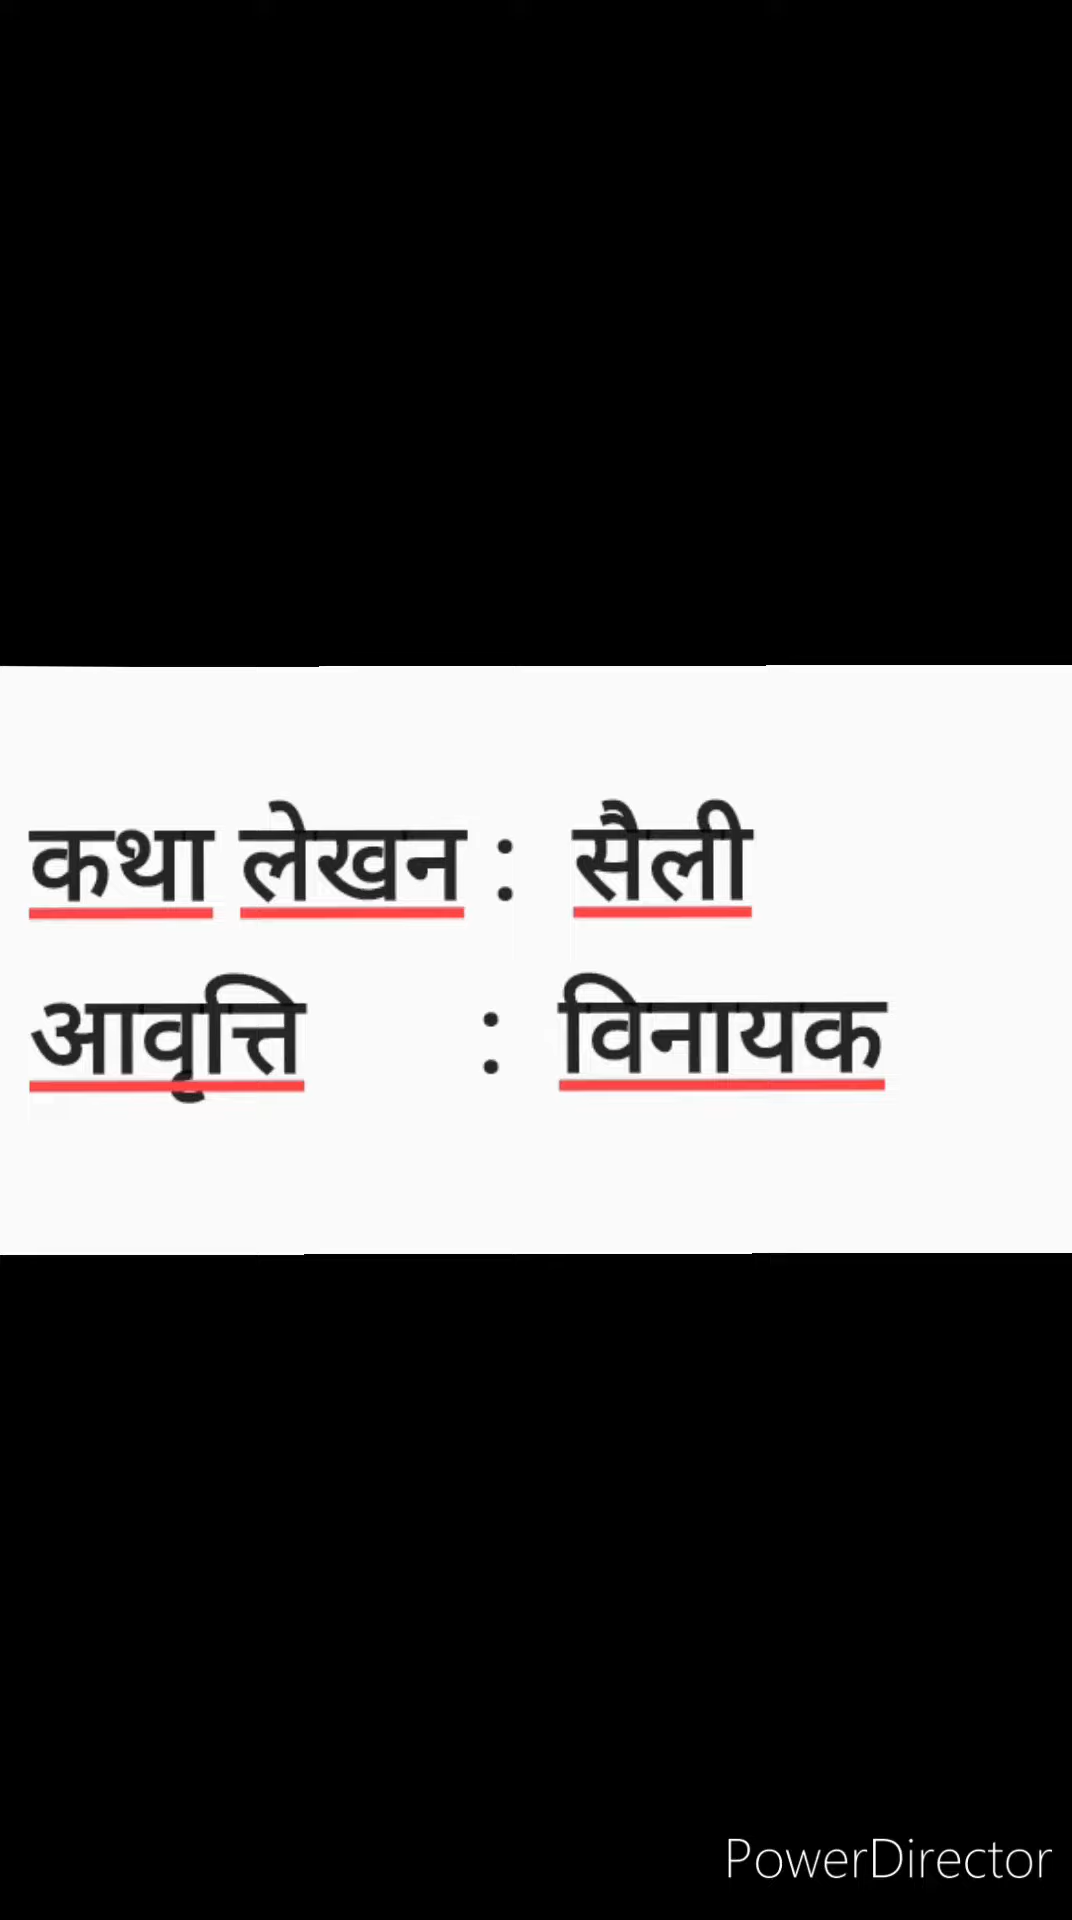 कथा लेखन : सैली
आवृत्ति : विनायक
PowerDirector